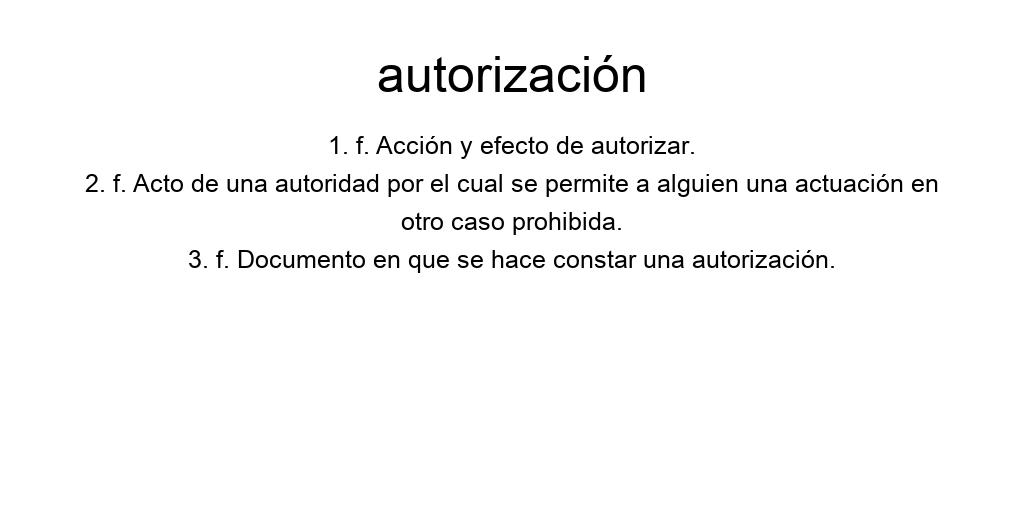 autorización
1. f. Acción y efecto de autorizar.
2. f. Acto de una autoridad por el cual se permite a alguien una actuación en
otro caso prohibida.
3. f. Documento en que se hace constar una autorización.